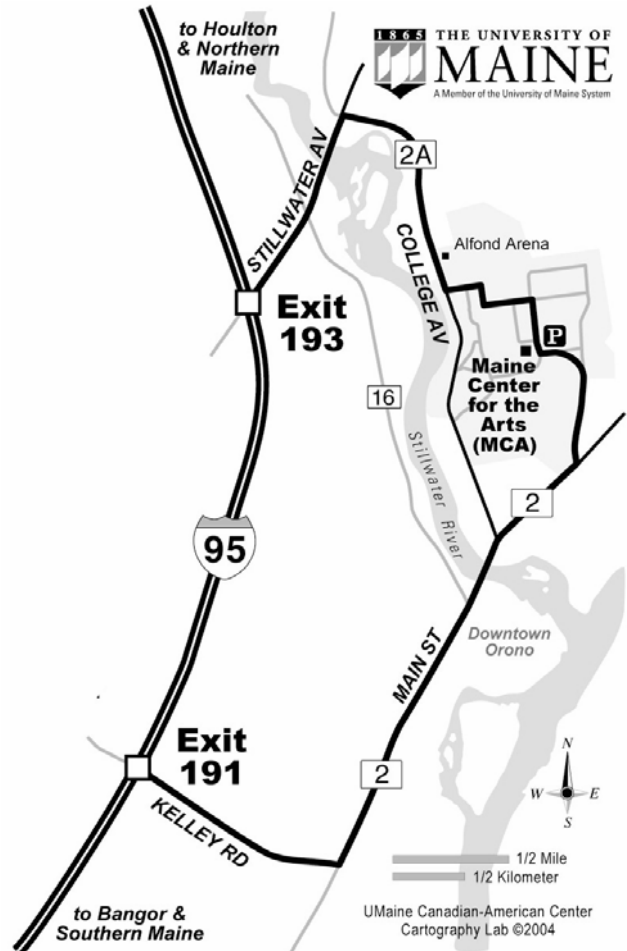 to Houlton
& Northern
Maine
1865 THE UNIVERSITY OF
MAINE
A Member of the University of Maine System
STILLWATER AV
2A
COLLEGE AV
Alfond Arena
Exit
193
P
Maine
Center
for the
Arts
(MCA)
16
Stillwater River
2
95
Downtown
Orono
MAIN ST
Exit
191
2
KELLEY RD
N
W E
S
1/2 Mile
1/2 Kilometer
to Bangor &
Southern Maine
UMaine Canadian-American Center
Cartography Lab ©2004